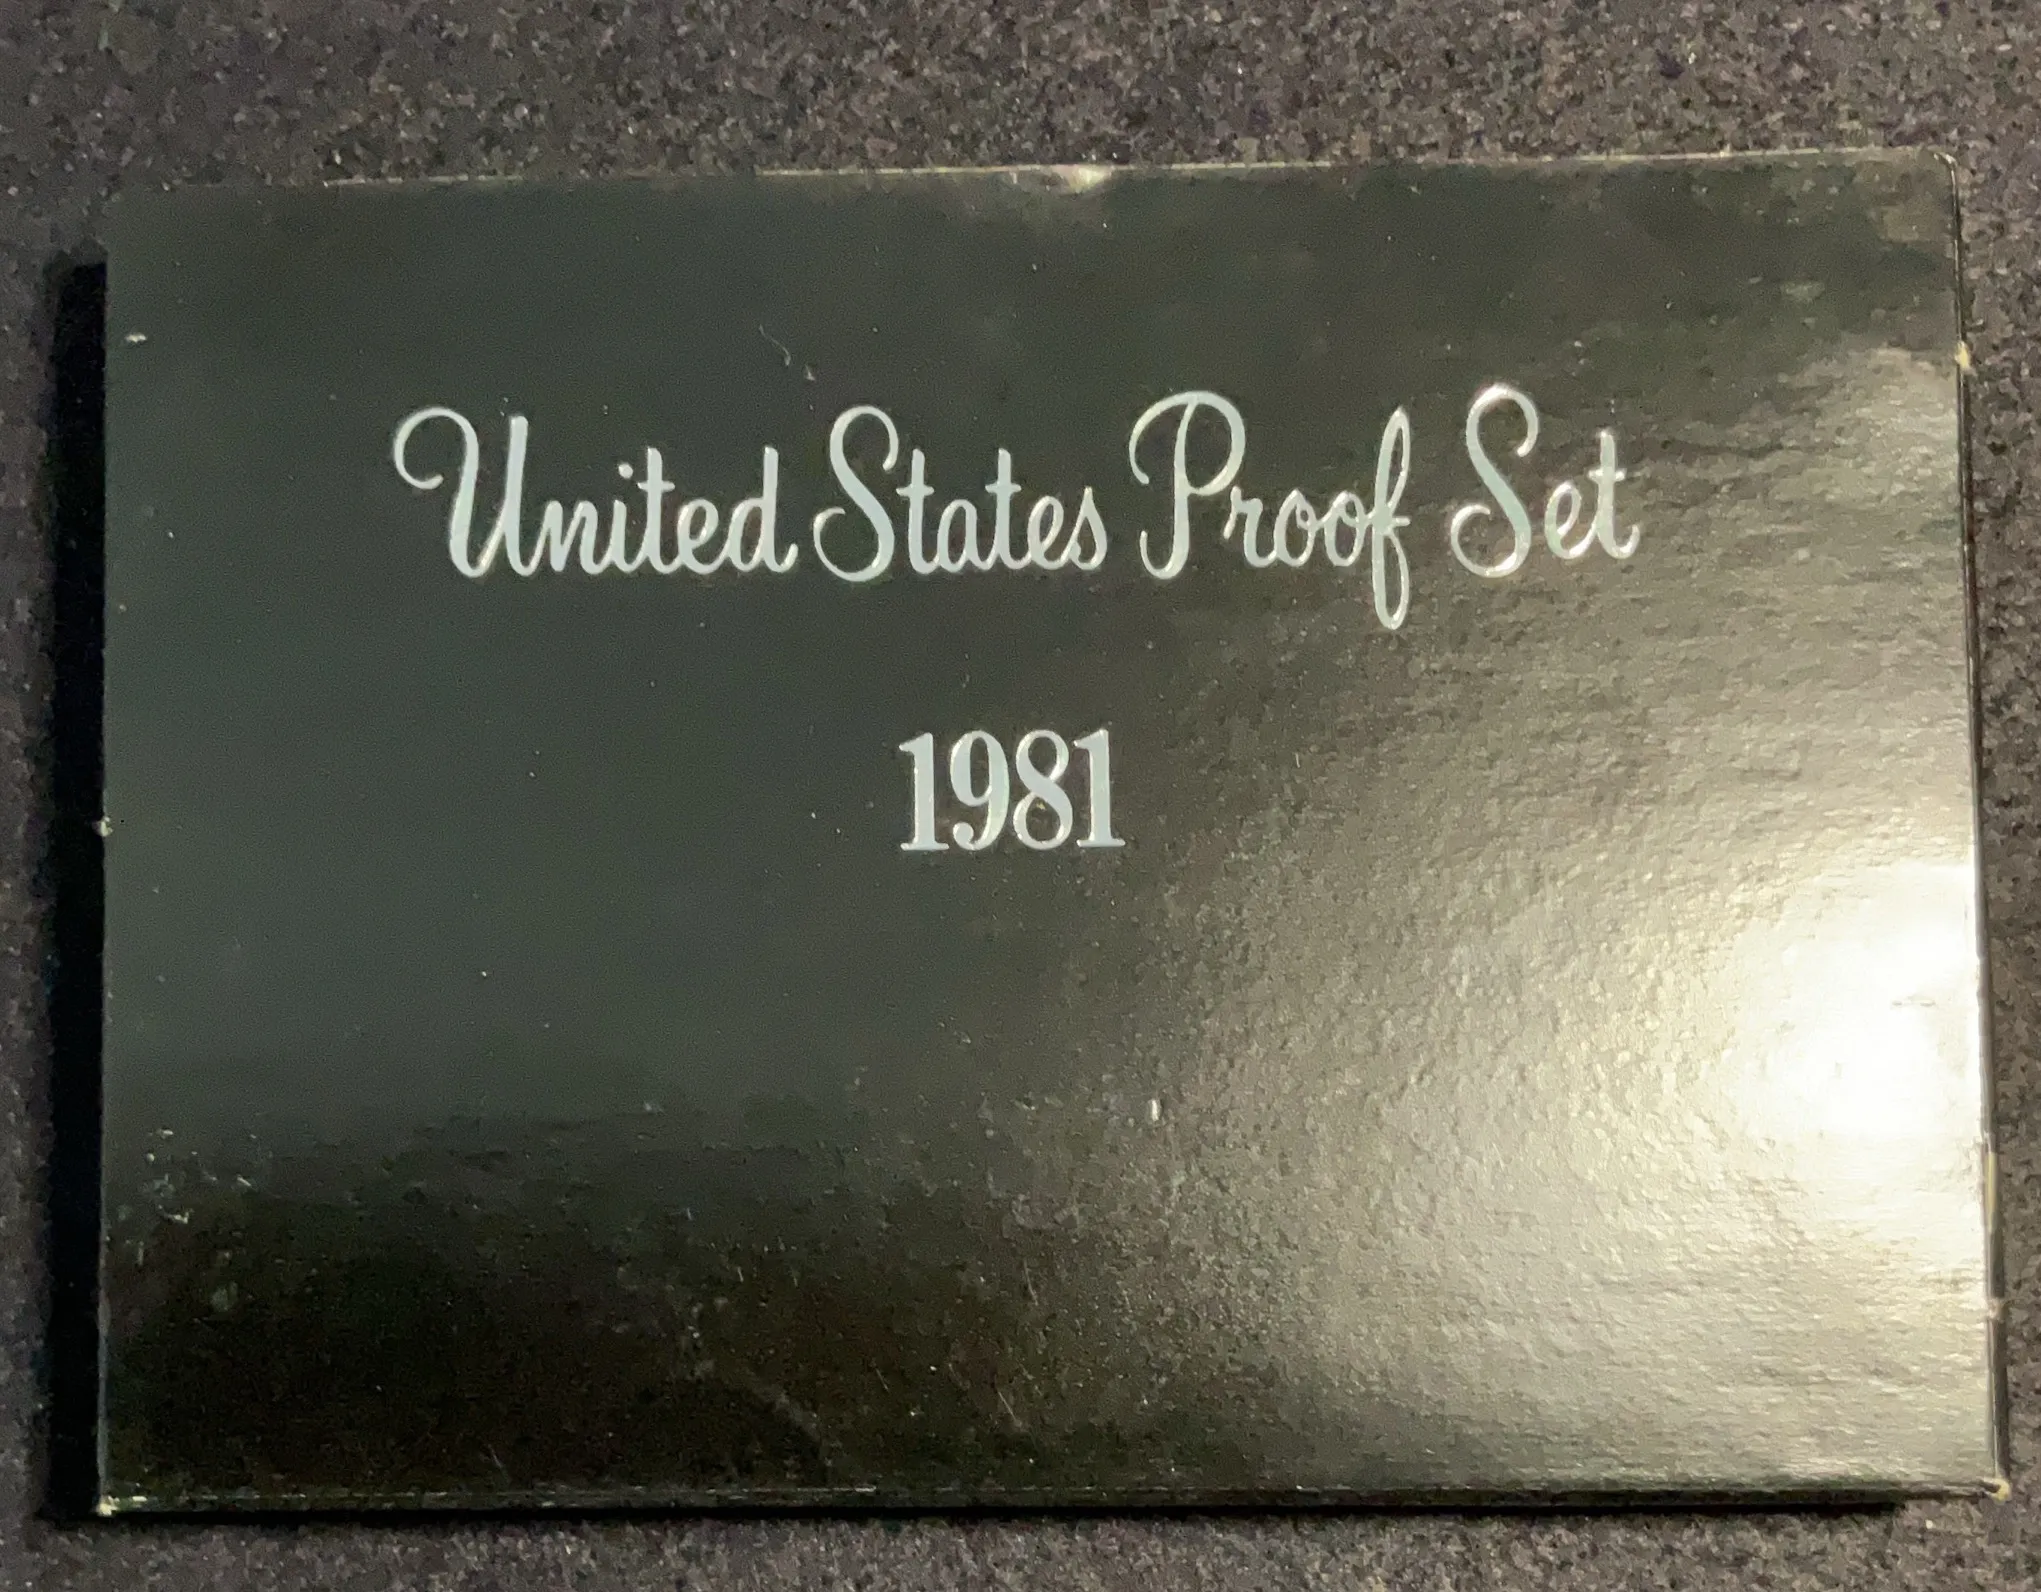 United States Proof Set
1981